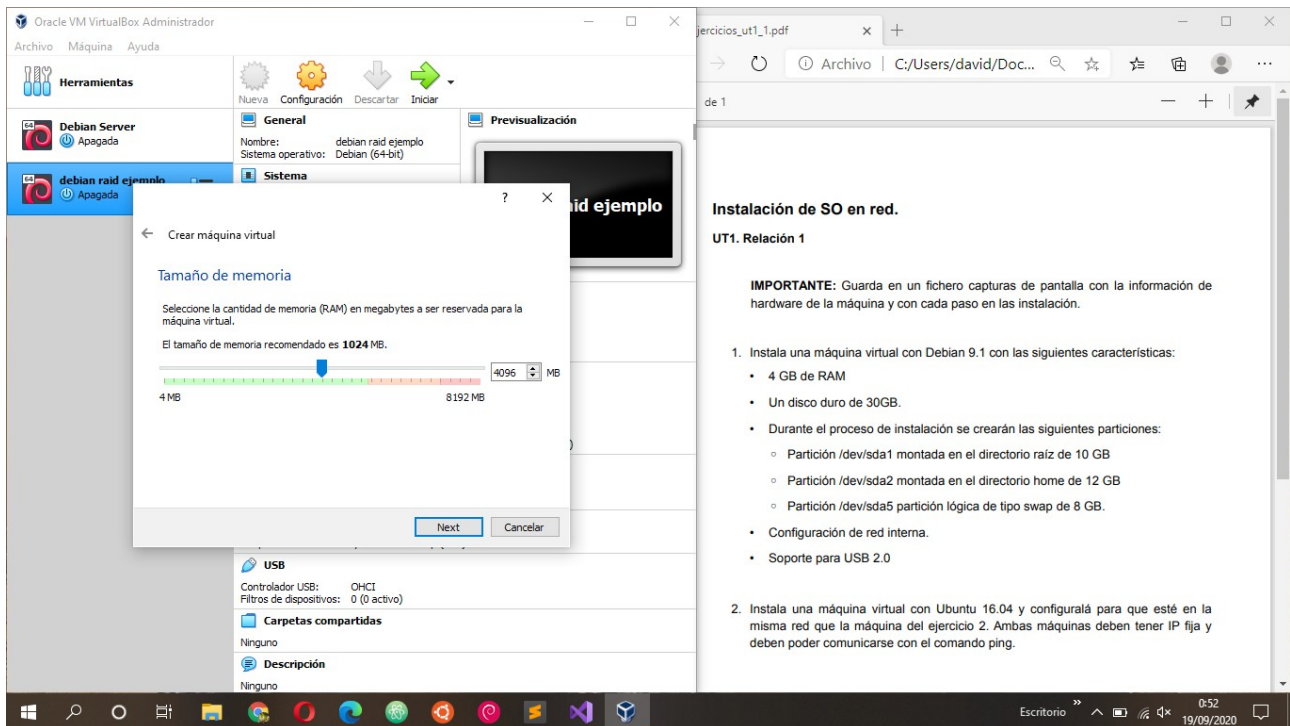 Oracle VM VirtualBox Administrador
Archivo Máquina Ayuda
Herramientas
Debian Server
Apagada
debian raid ejemplo
Apagada
Nueva Configuración Descartar Iniciar
General
Nombre: debian raid ejemplo
Sistema operativo: Debian (64-bit)
Sistema
Previsualización
aid ejemplo
Crear máquina virtual
Tamaño de memoria
Seleccione la cantidad de memoria (RAM) en megabytes a ser reservada para la
máquina virtual.
El tamaño de memoria recomendado es 1024 MB.
4096 MB
4 MB 8192 MB
Next Cancelar
USB
Controlador USB: OHCI
Filtros de dispositivos: 0 (0 activo)
Carpetas compartidas
Ninguno
Descripción
Ninguno
jercicios_ut1_1.pdf
Archivo C:/Users/david/Doc...
de 1
Instalación de SO en red.
UT1. Relación 1
IMPORTANTE: Guarda en un fichero capturas de pantalla con la información de
hardware de la máquina y con cada paso en las instalación.
1. Instala una máquina virtual con Debian 9.1 con las siguientes características:
• 4 GB de RAM
• Un disco duro de 30GB.
• Durante el proceso de instalación se crearán las siguientes particiones:
◦ Partición /dev/sda1 montada en el directorio raíz de 10 GB
◦ Partición /dev/sda2 montada en el directorio home de 12 GB
◦ Partición /dev/sda5 partición lógica de tipo swap de 8 GB.
• Configuración de red interna.
• Soporte para USB 2.0
2. Instala una máquina virtual con Ubuntu 16.04 y configuralá para que esté en la
misma red que la máquina del ejercicio 2. Ambas máquinas deben tener IP fija y
deben poder comunicarse con el comando ping.
Escritorio
0:52
19/09/2020